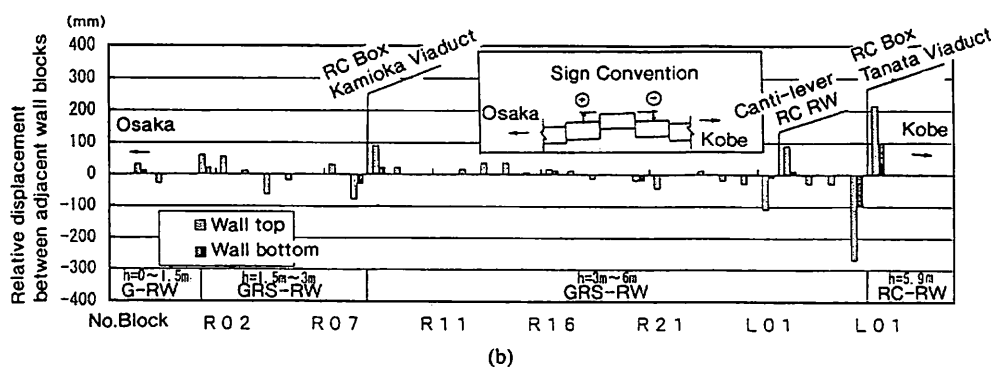 (mm)
400
300
200
100
0
-100
-200
-300
-400
Relative displacement
between adjacent wall blocks
RC Box
Kamioka Viaduct
Sign Convention
⊕ ⊖
Osaka
Kobe
Canti-lever
RC RW
RC Box
Tanata Viaduct
Osaka
Kobe
Wall top
Wall bottom
h=0~1.5m
G-RW
h=1.5m~3m
GRS-RW
h=3m~6m
GRS-RW
h=5.9m
RC-RW
No.Block R02 R07 R11 R16 R21 L01 L01
(b)